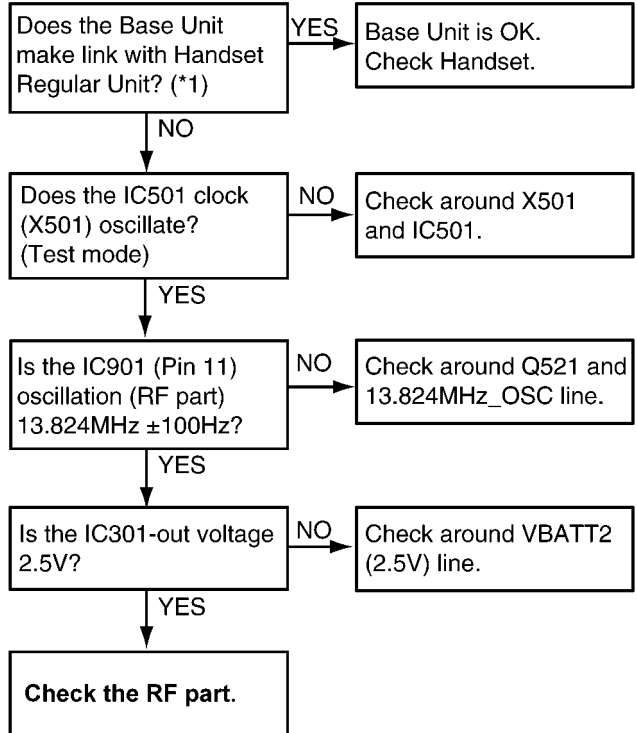 Does the Base Unit
make link with Handset
Regular Unit? (*1)
YES
Base Unit is OK.
Check Handset.
NO
Does the IC501 clock
(X501) oscillate?
(Test mode)
NO
Check around X501
and IC501.
YES
Is the IC901 (Pin 11)
oscillation (RF part)
13.824MHz ±100Hz?
NO
Check around Q521 and
13.824MHz_OSC line.
YES
Is the IC301-out voltage
2.5V?
NO
Check around VBATT2
(2.5V) line.
YES
Check the RF part.